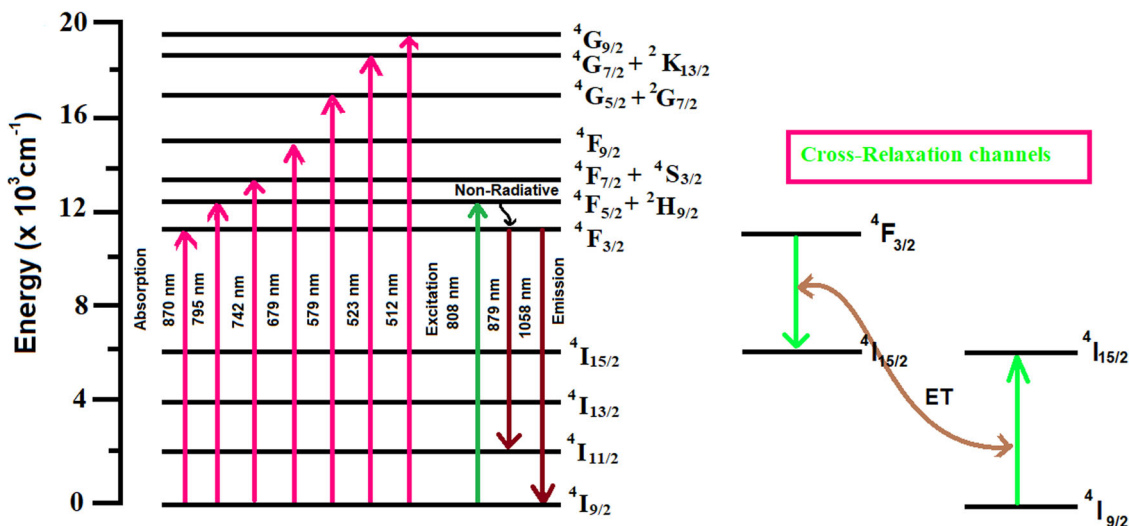 Energy (x 10³cm⁻¹)
20
16
12
8
4
0
⁴G₉/₂
⁴G₇/₂ + ² K₁₃/₂
⁴G₅/₂ + ²G₇/₂
⁴F₉/₂
⁴F₇/₂ + ⁴S₃/₂
Non-Radiative
⁴F₅/₂ + ²H₉/₂
⁴F₃/₂
Absorption
870 nm
795 nm
742 nm
679 nm
579 nm
523 nm
512 nm
Excitation
808 nm
879 nm
1058 nm
Emission
⁴I₁₅/₂
⁴I₁₃/₂
⁴I₁₁/₂
⁴I₉/₂
Cross-Relaxation channels
⁴F₃/₂
⁴I₁₅/₂
⁴I₁₅/₂
ET
⁴I₉/₂